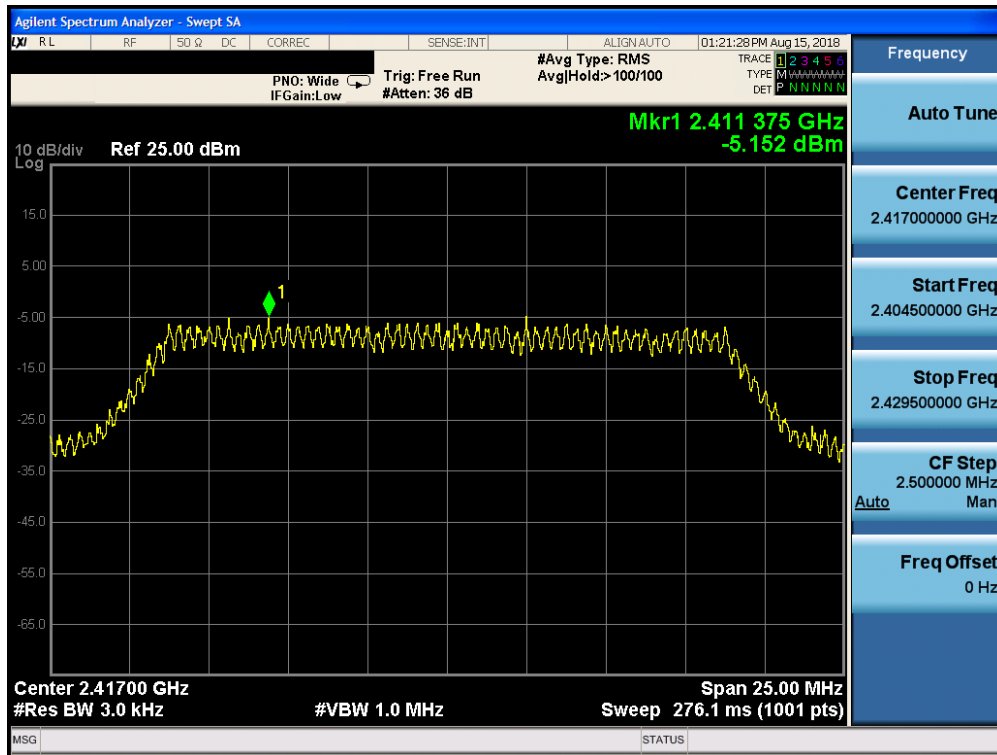 Agilent Spectrum Analyzer - Swept SA
LXI RL RF 50 Ω DC CORREC SENSE:INT ALIGN AUTO 01:21:28 PM Aug 15, 2018
Frequency
PNO: Wide
IFGain:Low
Trig: Free Run
#Atten: 36 dB
#Avg Type: RMS
Avg|Hold:>100/100
TRACE 1 2 3 4 5 6
TYPE M
DET P N N N N N
Auto Tune
Mkr1 2.411 375 GHz
-5.152 dBm
10 dB/div Ref 25.00 dBm
Log
15.0
5.00
-5.00
-15.0
-25.0
-35.0
-45.0
-55.0
-65.0
1
Center Freq
2.417000000 GHz
Start Freq
2.404500000 GHz
Stop Freq
2.429500000 GHz
CF Step
2.500000 MHz
Auto Man
Freq Offset
0 Hz
Center 2.41700 GHz Span 25.00 MHz
#Res BW 3.0 kHz #VBW 1.0 MHz Sweep 276.1 ms (1001 pts)
MSG STATUS